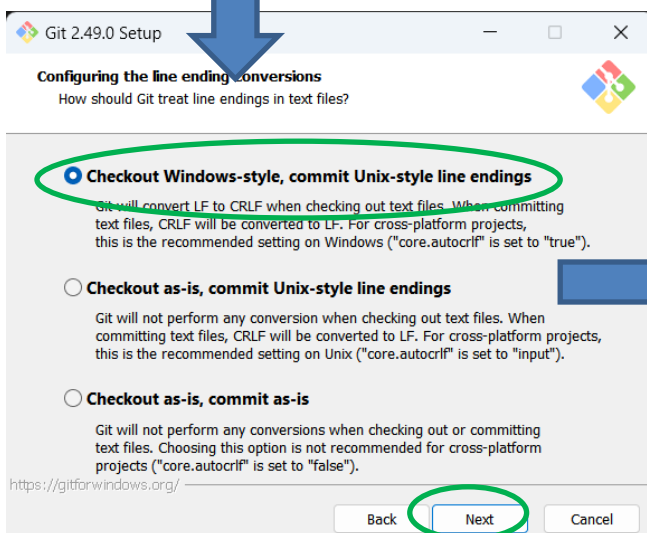 Git 2.49.0 Setup
Configuring the line ending conversions
How should Git treat line endings in text files?
Checkout Windows-style, commit Unix-style line endings
Git will convert LF to CRLF when checking out text files. When committing
text files, CRLF will be converted to LF. For cross-platform projects,
this is the recommended setting on Windows ("core.autocrlf" is set to "true").
Checkout as-is, commit Unix-style line endings
Git will not perform any conversion when checking out text files. When
committing text files, CRLF will be converted to LF. For cross-platform projects,
this is the recommended setting on Unix ("core.autocrlf" is set to "input").
Checkout as-is, commit as-is
Git will not perform any conversions when checking out or committing
text files. Choosing this option is not recommended for cross-platform
projects ("core.autocrlf" is set to "false").
https://gitforwindows.org/
Back Next Cancel